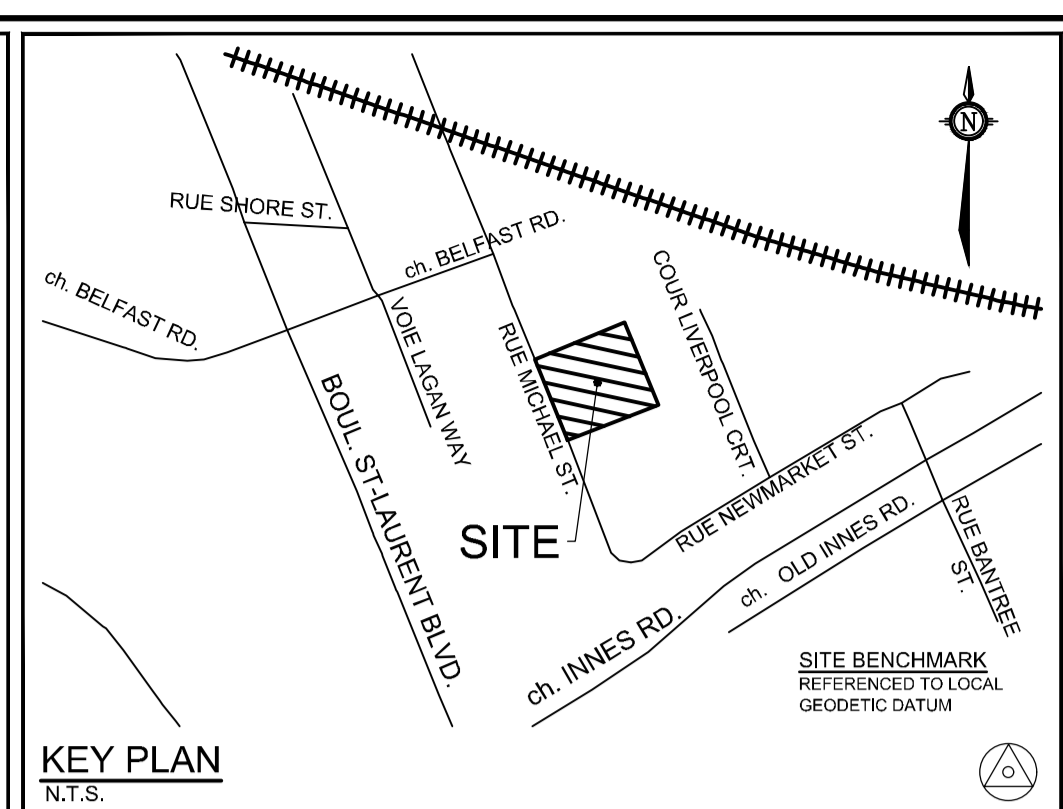 N
RUE SHORE ST.
ch. BELFAST RD.
ch. BELFAST RD.
VOIE LAGAN WAY
RUE MICHAEL ST.
COUR LIVERPOOL CRT.
BOUL. ST-LAURENT BLVD.
SITE
RUE NEWMARKET ST.
ch. OLD INNES RD.
RUE BANTREE
ST.
ch. INNES RD.
SITE BENCHMARK
REFERENCED TO LOCAL
GEODETIC DATUM
KEY PLAN
N.T.S.